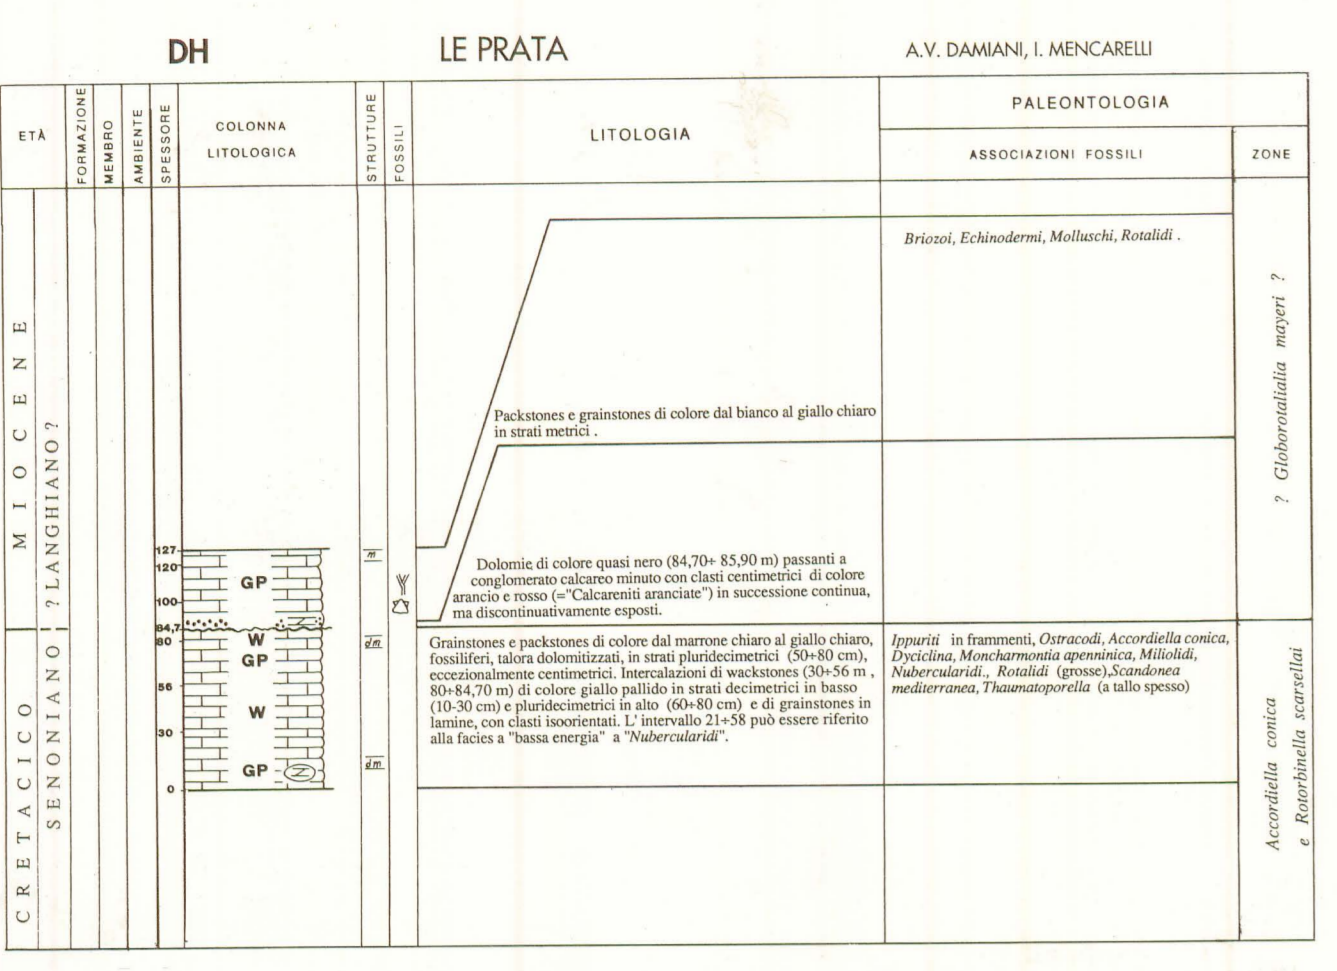 DH
LE PRATA
A.V. DAMIANI, I. MENCARELLI
ETÀ
FORMAZIONE
MEMBRO
AMBIENTE
SPESSORE
COLONNA
LITOLOGICA
STRUTTURE
FOSSILI
LITOLOGIA
PALEONTOLOGIA
ASSOCIAZIONI FOSSILI
ZONE
MIOCENE
? LANGHIANO ?
Briozoi, Echinodermi, Molluschi, Rotalidi .
? Globorotalialia mayeri ?
Packstones e grainstones di colore dal bianco al giallo chiaro
in strati metrici .
127
120
100
84,7
80
56
30
0
GP
W
GP
W
GP
m
dm
dm
Dolomie di colore quasi nero (84,70÷ 85,90 m) passanti a
conglomerato calcareo minuto con clasti centimetrici di colore
arancio e rosso (="Calcareniti aranciate") in successione continua,
ma discontinuativamente esposti.
CRETACICO
SENONIANO
Grainstones e packstones di colore dal marrone chiaro al giallo chiaro,
fossiliferi, talora dolomitizzati, in strati pluridecimetrici (50÷80 cm),
eccezionalmente centimetrici. Intercalazioni di wackstones (30÷56 m ,
80÷84,70 m) di colore giallo pallido in strati decimetrici in basso
(10-30 cm) e pluridecimetrici in alto (60÷80 cm) e di grainstones in
lamine, con clasti isoorientati. L' intervallo 21÷58 può essere riferito
alla facies a "bassa energia" a "Nubercularidi".
Ippuriti in frammenti, Ostracodi, Accordiella conica,
Dyciclina, Moncharmontia apenninica, Miliolidi,
Nubercularidi., Rotalidi (grosse),Scandonea
mediterranea, Thaumatoporella (a tallo spesso)
Accordiella conica
e Rotorbinella scarsellai